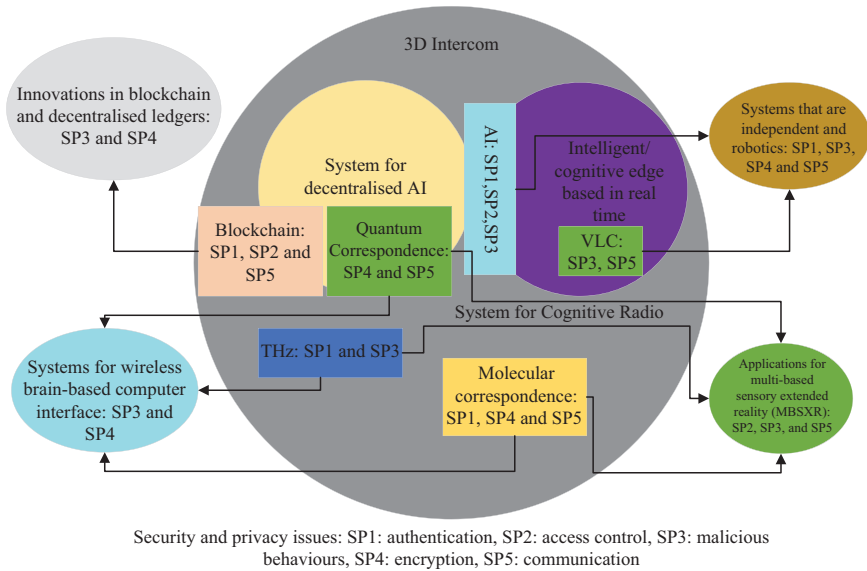 3D Intercom
Innovations in blockchain
and decentralised ledgers:
SP3 and SP4
System for
decentralised AI
AI: SP1,SP2,SP3
Intelligent/
cognitive edge
based in real
time
Systems that are
independent and
robotics: SP1, SP3,
SP4 and SP5
Blockchain:
SP1, SP2 and
SP5
Quantum
Correspondence:
SP4 and SP5
VLC:
SP3, SP5
System for Cognitive Radio
THz: SP1 and SP3
Systems for wireless
brain-based computer
interface: SP3 and
SP4
Molecular
correspondence:
SP1, SP4 and SP5
Applications for
multi-based
sensory extended
reality (MBSXR):
SP2, SP3, and SP5
Security and privacy issues: SP1: authentication, SP2: access control, SP3: malicious
behaviours, SP4: encryption, SP5: communication